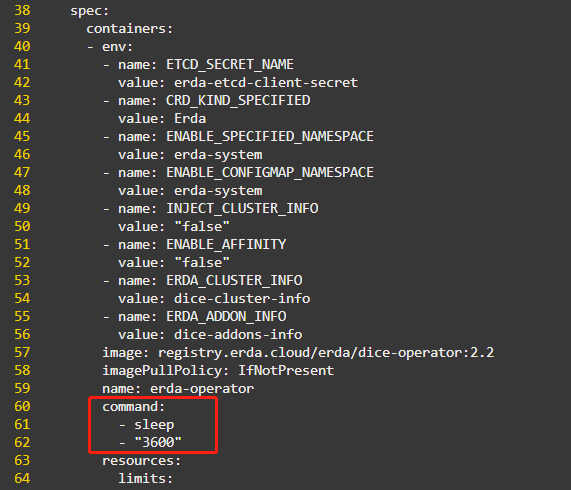 38 spec:
39 containers:
40 - env:
41 - name: ETCD_SECRET_NAME
42 value: erda-etcd-client-secret
43 - name: CRD_KIND_SPECIFIED
44 value: Erda
45 - name: ENABLE_SPECIFIED_NAMESPACE
46 value: erda-system
47 - name: ENABLE_CONFIGMAP_NAMESPACE
48 value: erda-system
49 - name: INJECT_CLUSTER_INFO
50 value: "false"
51 - name: ENABLE_AFFINITY
52 value: "false"
53 - name: ERDA_CLUSTER_INFO
54 value: dice-cluster-info
55 - name: ERDA_ADDON_INFO
56 value: dice-addons-info
57 image: registry.erda.cloud/erda/dice-operator:2.2
58 imagePullPolicy: IfNotPresent
59 name: erda-operator
60 command:
61 - sleep
62 - "3600"
63 resources:
64 limits: